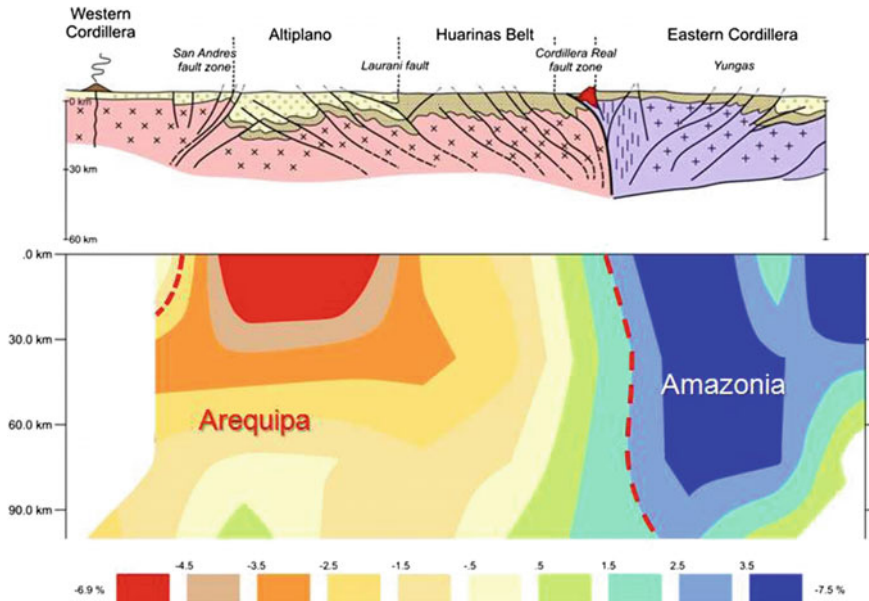 Western
Cordillera
San Andres
fault zone
Altiplano
Laurani fault
Huarinas Belt
Cordillera Real
fault zone
Eastern Cordillera
Yungas
0 km
30 km
60 km
.0 km
30.0 km
60.0 km
90.0 km
Arequipa
Amazonia
-6.9 % -4.5 -3.5 -2.5 -1.5 .5 1.5 2.5 3.5 -7.5 %